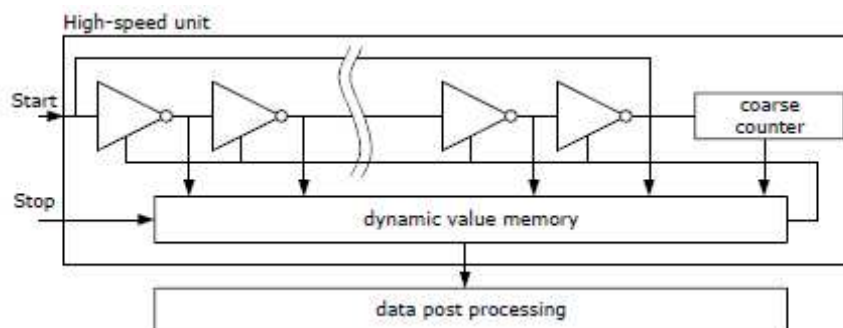 High-speed unit
Start
coarse
counter
Stop
dynamic value memory
data post processing